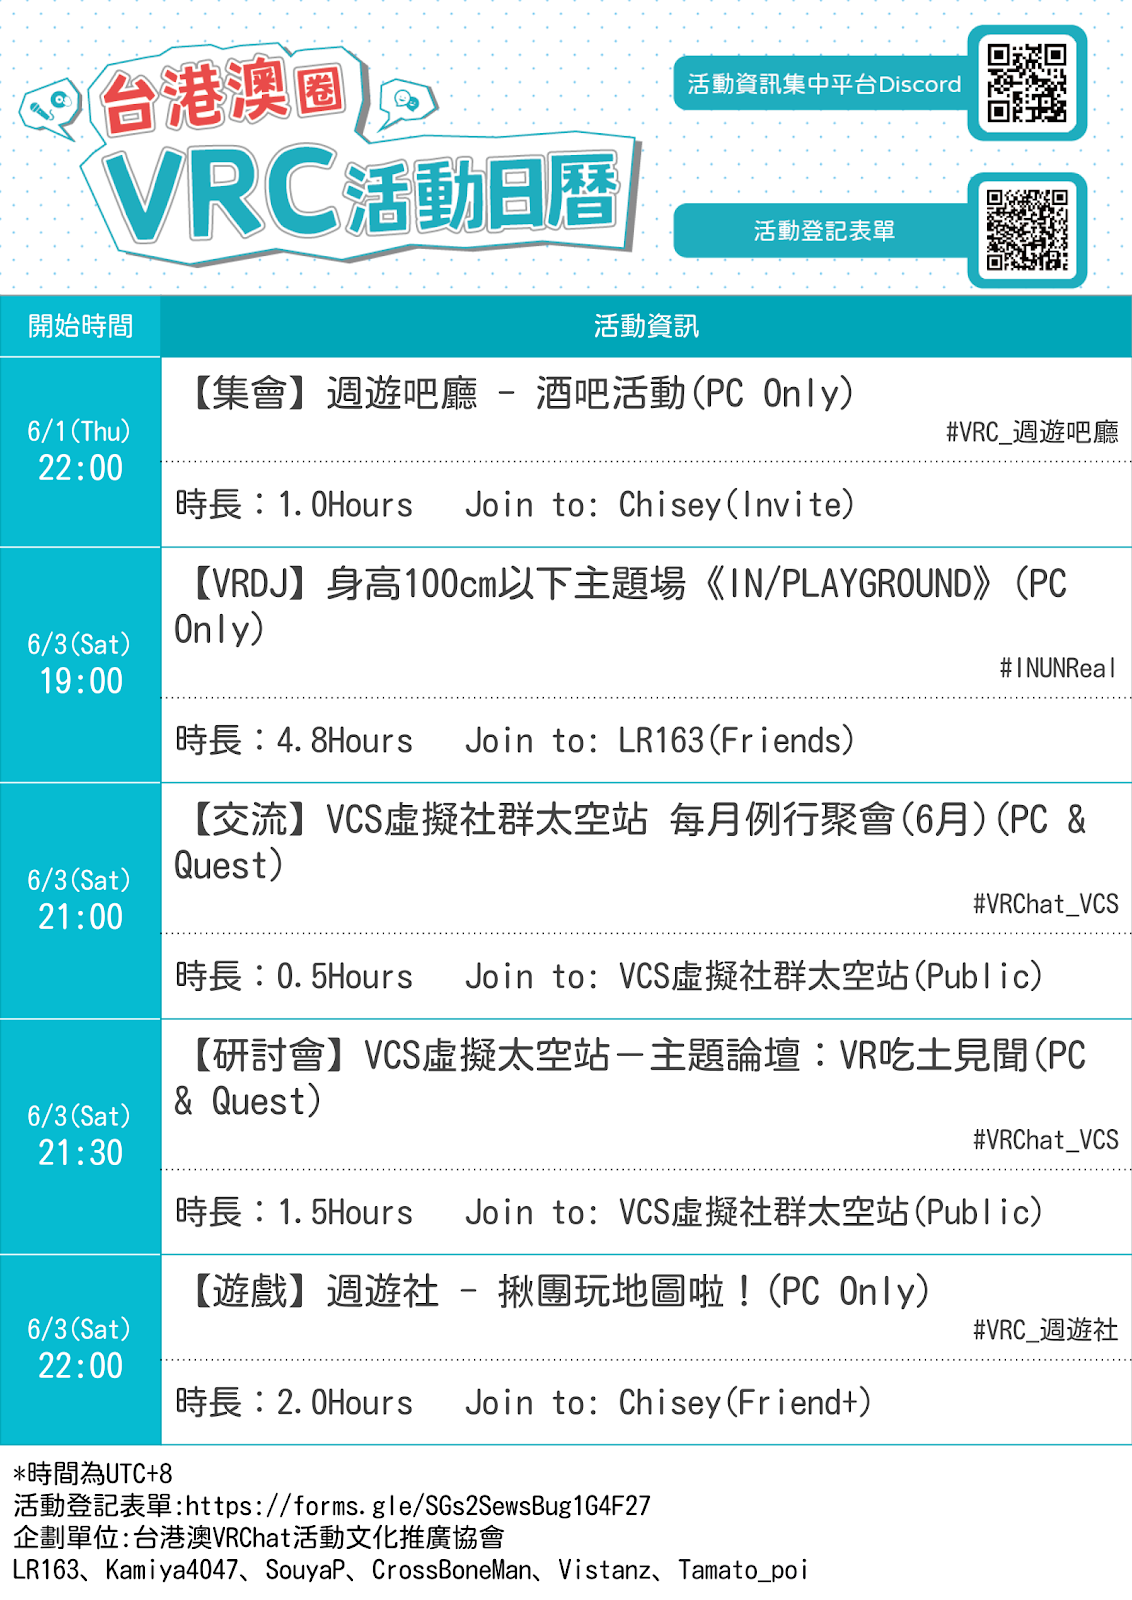 台港澳圈
VRC活動日曆
活動資訊集中平台Discord
活動登記表單
開始時間
活動資訊
6/1(Thu)
22:00
【集會】週遊吧廳 - 酒吧活動(PC Only)
#VRC_週遊吧廳
時長：1.0Hours Join to: Chisey(Invite)
6/3(Sat)
19:00
【VRDJ】身高100cm以下主題場《IN/PLAYGROUND》(PC
Only)
#INUNReal
時長：4.8Hours Join to: LR163(Friends)
6/3(Sat)
21:00
【交流】VCS虛擬社群太空站 每月例行聚會(6月)(PC &
Quest)
#VRChat_VCS
時長：0.5Hours Join to: VCS虛擬社群太空站(Public)
6/3(Sat)
21:30
【研討會】VCS虛擬太空站－主題論壇：VR吃土見聞(PC
& Quest)
#VRChat_VCS
時長：1.5Hours Join to: VCS虛擬社群太空站(Public)
6/3(Sat)
22:00
【遊戲】週遊社 - 揪團玩地圖啦！(PC Only)
#VRC_週遊社
時長：2.0Hours Join to: Chisey(Friend+)
*時間為UTC+8
活動登記表單:https://forms.gle/SGs2SewsBug1G4F27
企劃單位:台港澳VRChat活動文化推廣協會
LR163、Kamiya4047、SouyaP、CrossBoneMan、Vistanz、Tamato_poi